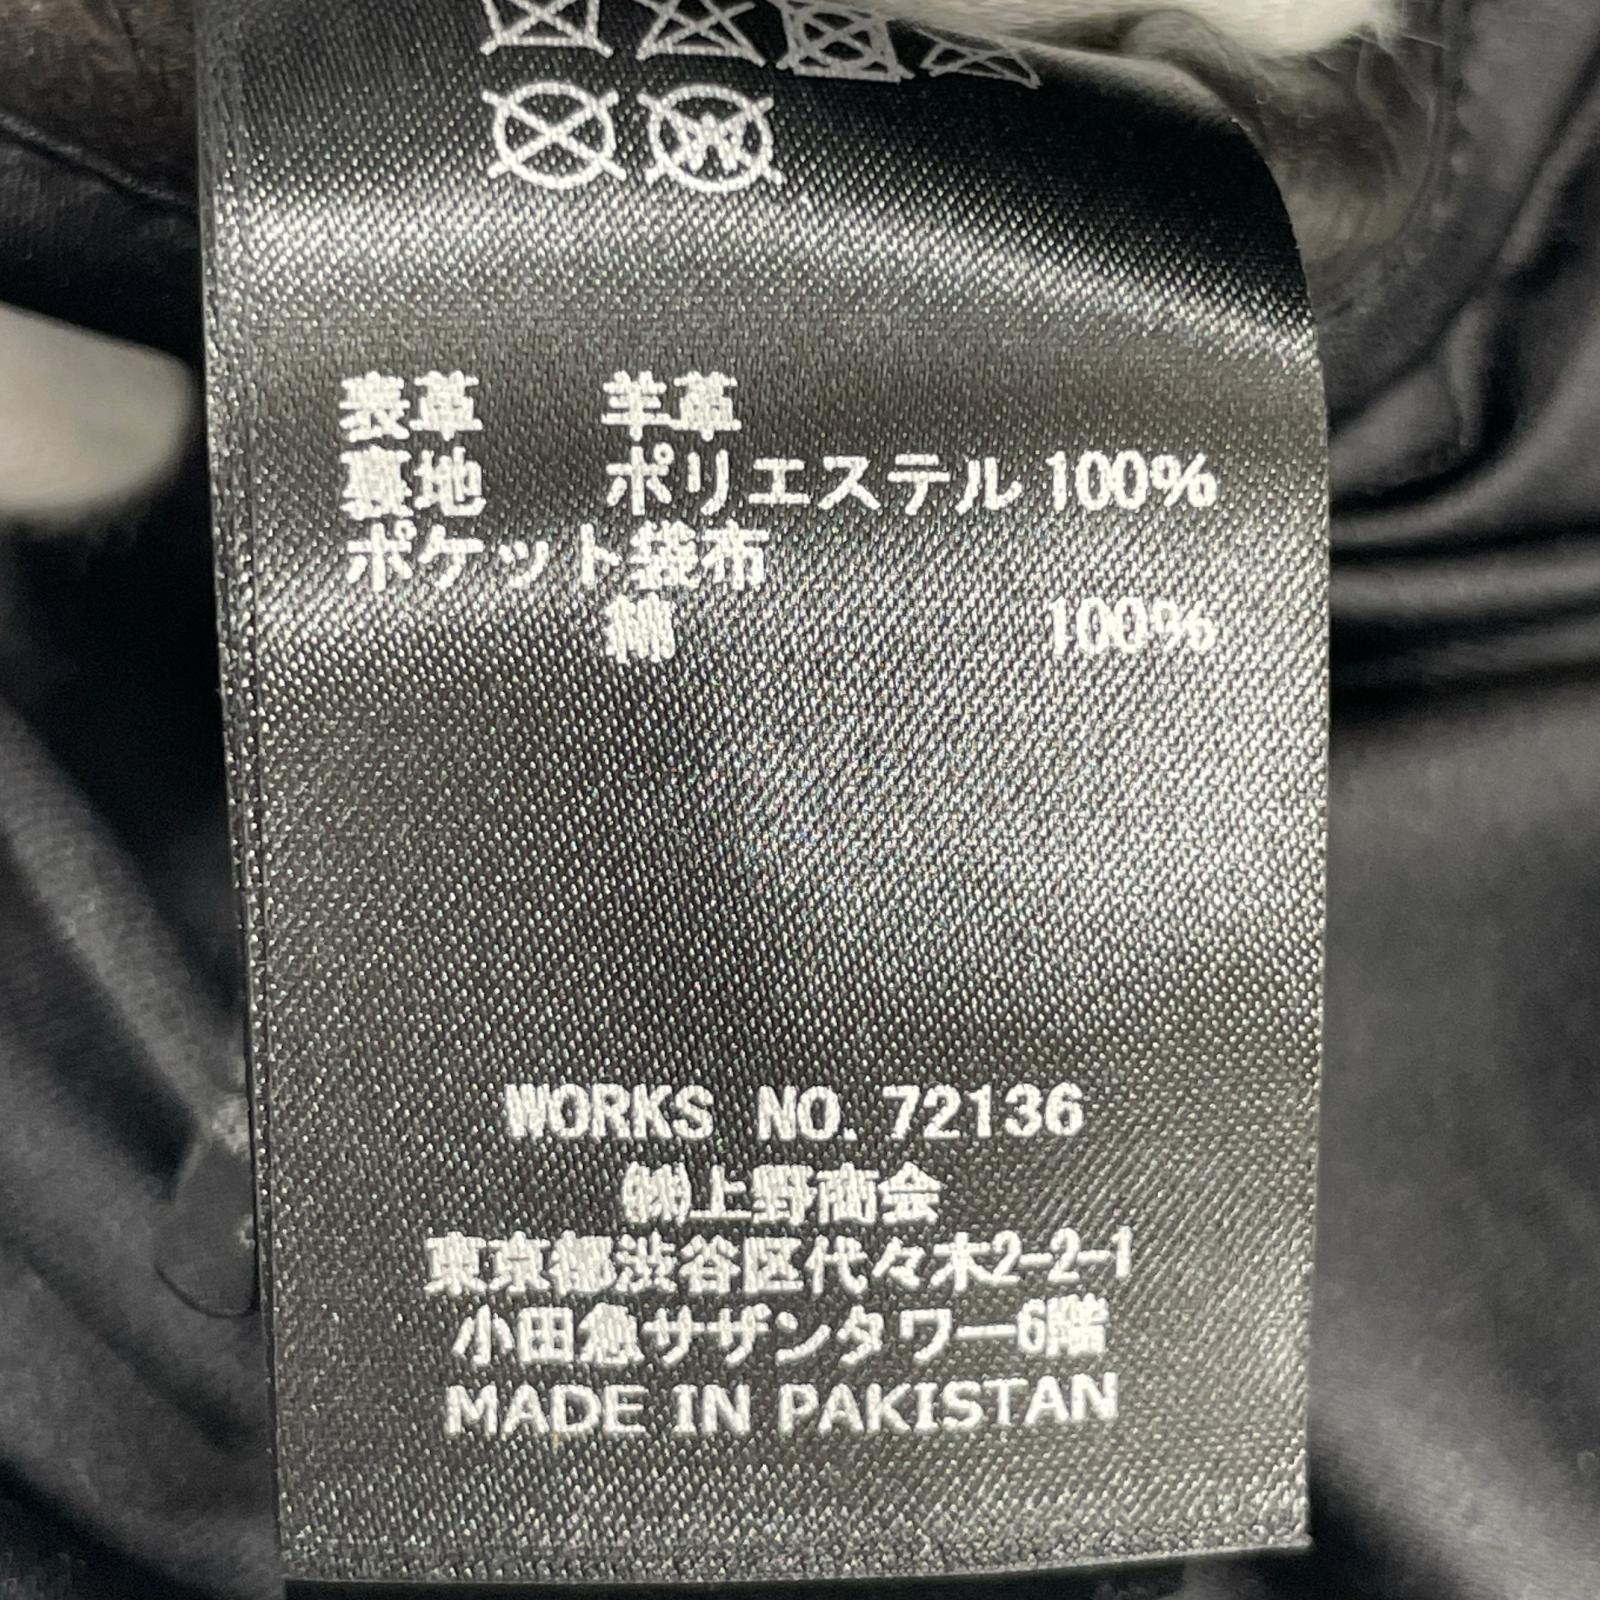 表革 羊革
裏地 ポリエステル 100%
ポケット袋布
綿 100%
WORKS NO. 72136
㈱上野商会
東京都渋谷区代々木2-2-1
小田急サザンタワー6階
MADE IN PAKISTAN